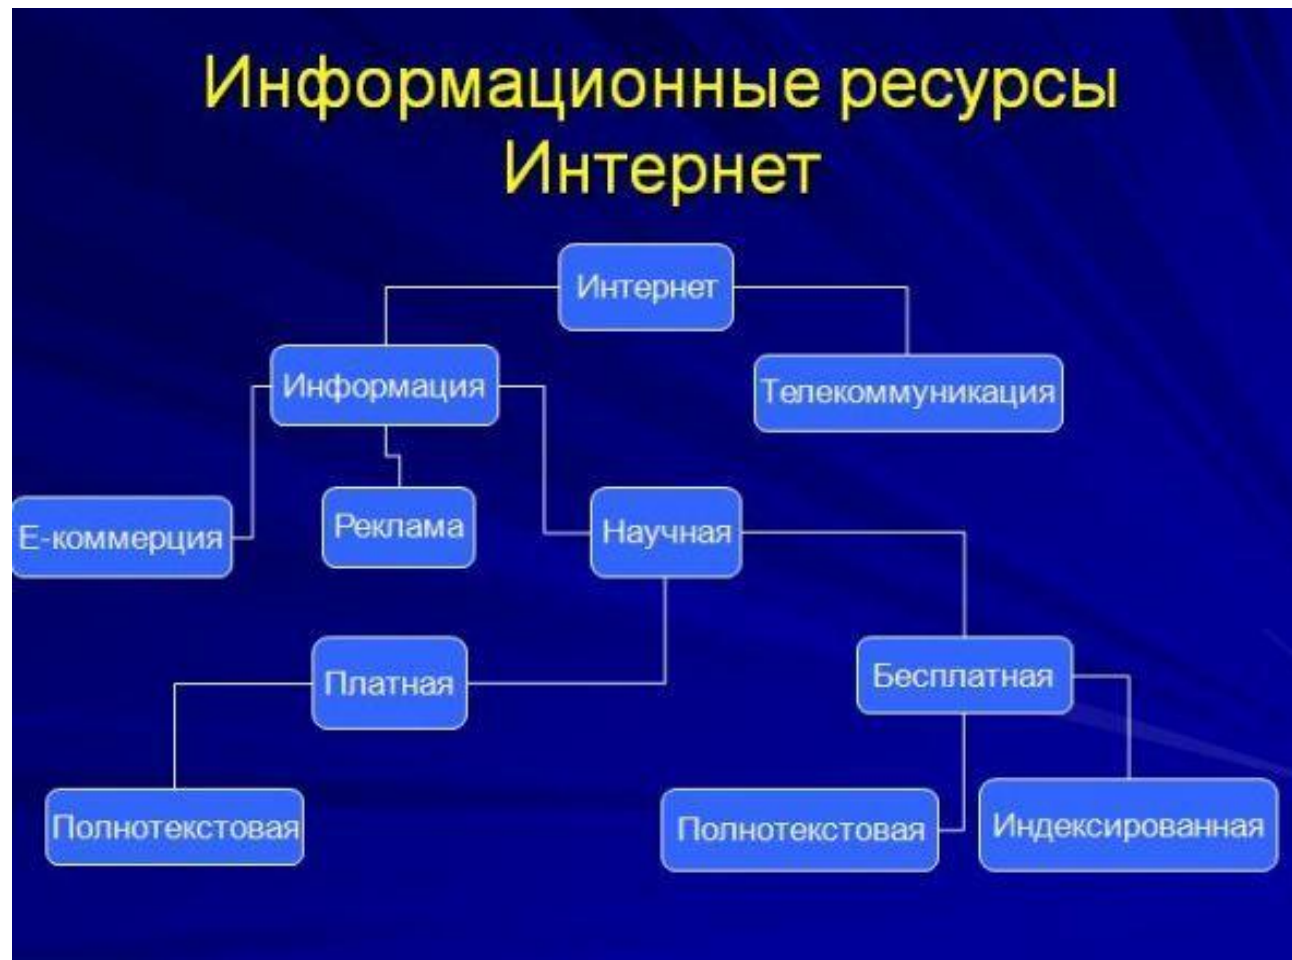 Информационные ресурсы
Интернет
Интернет
Информация
Телекоммуникация
Е-коммерция
Реклама
Научная
Платная
Бесплатная
Полнотекстовая
Полнотекстовая
Индексированная